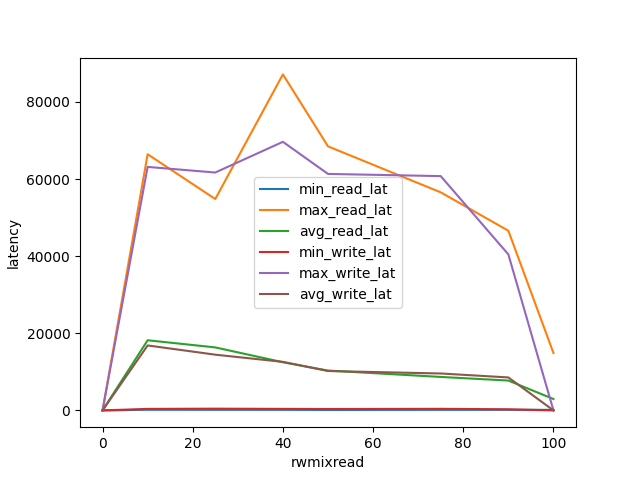 80000
60000
40000
20000
0
latency
min_read_lat
max_read_lat
avg_read_lat
min_write_lat
max_write_lat
avg_write_lat
0 20 40 60 80 100
rwmixread